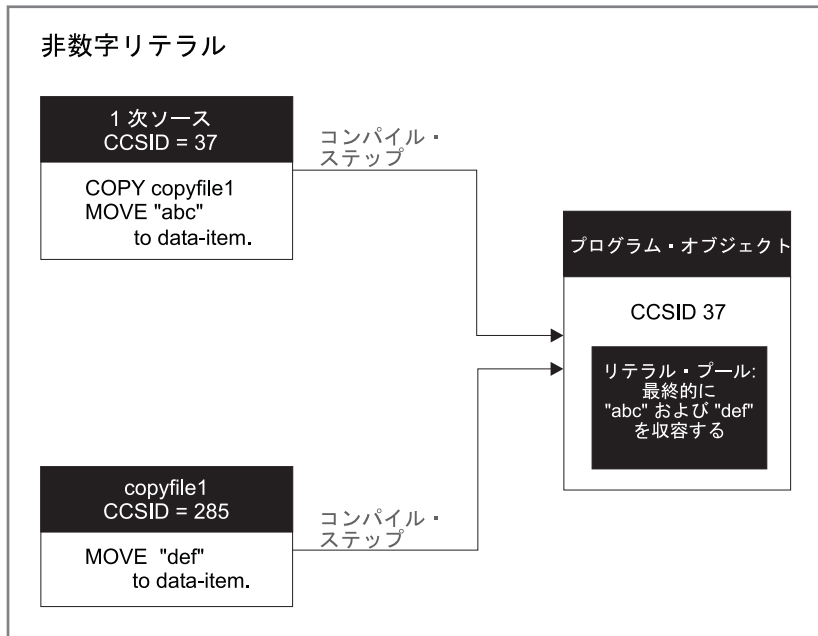 非数字リテラル
1 次ソース
CCSID = 37
COPY copyfile1
MOVE "abc"
to data-item.
コンパイル・
ステップ
プログラム・オブジェクト
CCSID 37
リテラル・プール:
最終的に
"abc" および "def"
を収容する
copyfile1
CCSID = 285
MOVE "def"
to data-item.
コンパイル・
ステップ